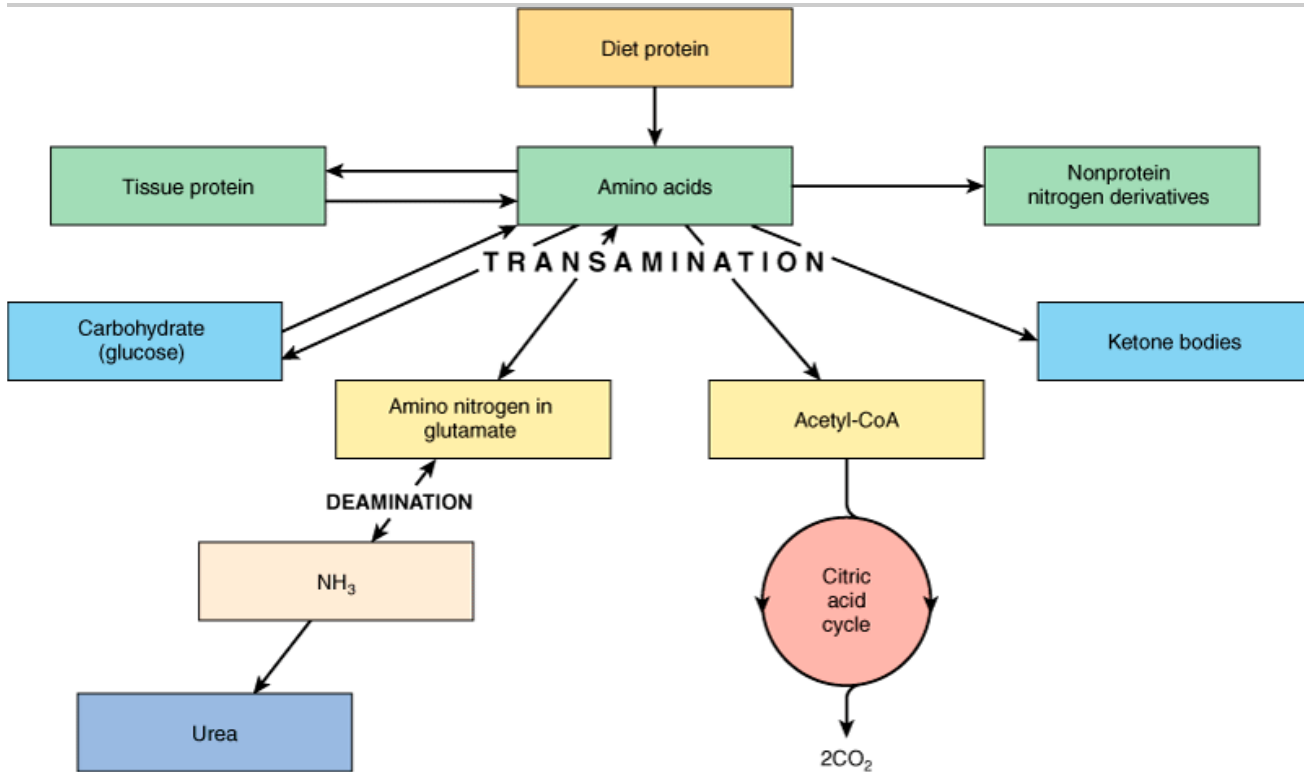 Diet protein
Tissue protein
Amino acids
Nonprotein
nitrogen derivatives
TRANSAMINATION
Carbohydrate
(glucose)
Ketone bodies
Amino nitrogen in
glutamate
Acetyl-CoA
DEAMINATION
NH₃
Citric
acid
cycle
Urea
2CO₂